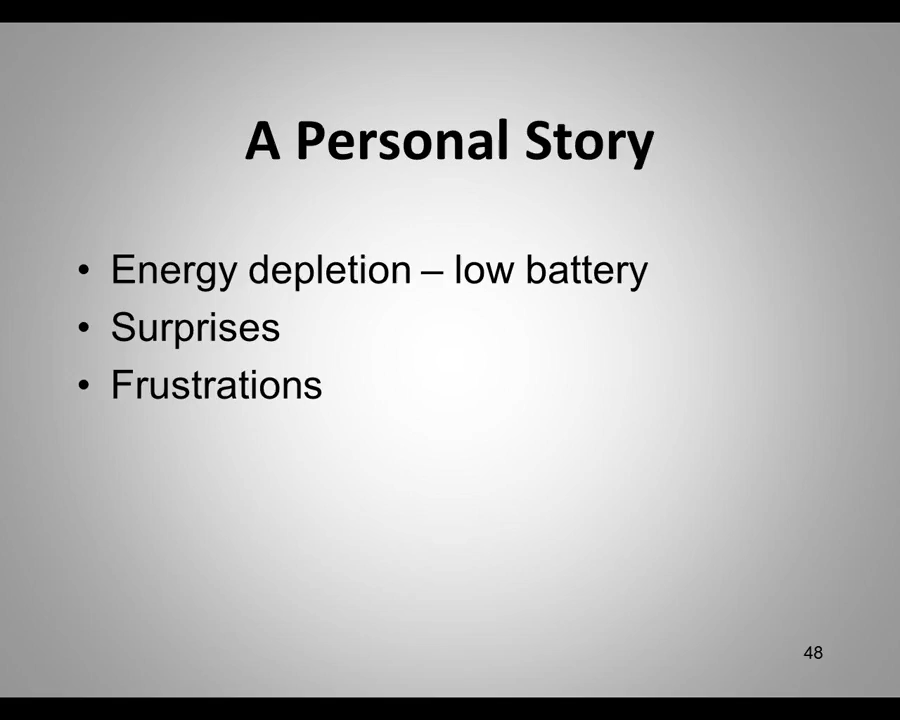 A Personal Story
• Energy depletion – low battery
• Surprises
• Frustrations
48